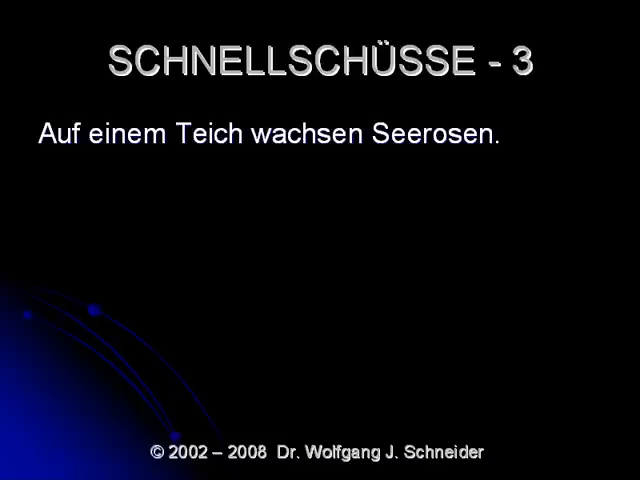 SCHNELLSCHÜSSE - 3
Auf einem Teich wachsen Seerosen.
© 2002 – 2008 Dr. Wolfgang J. Schneider